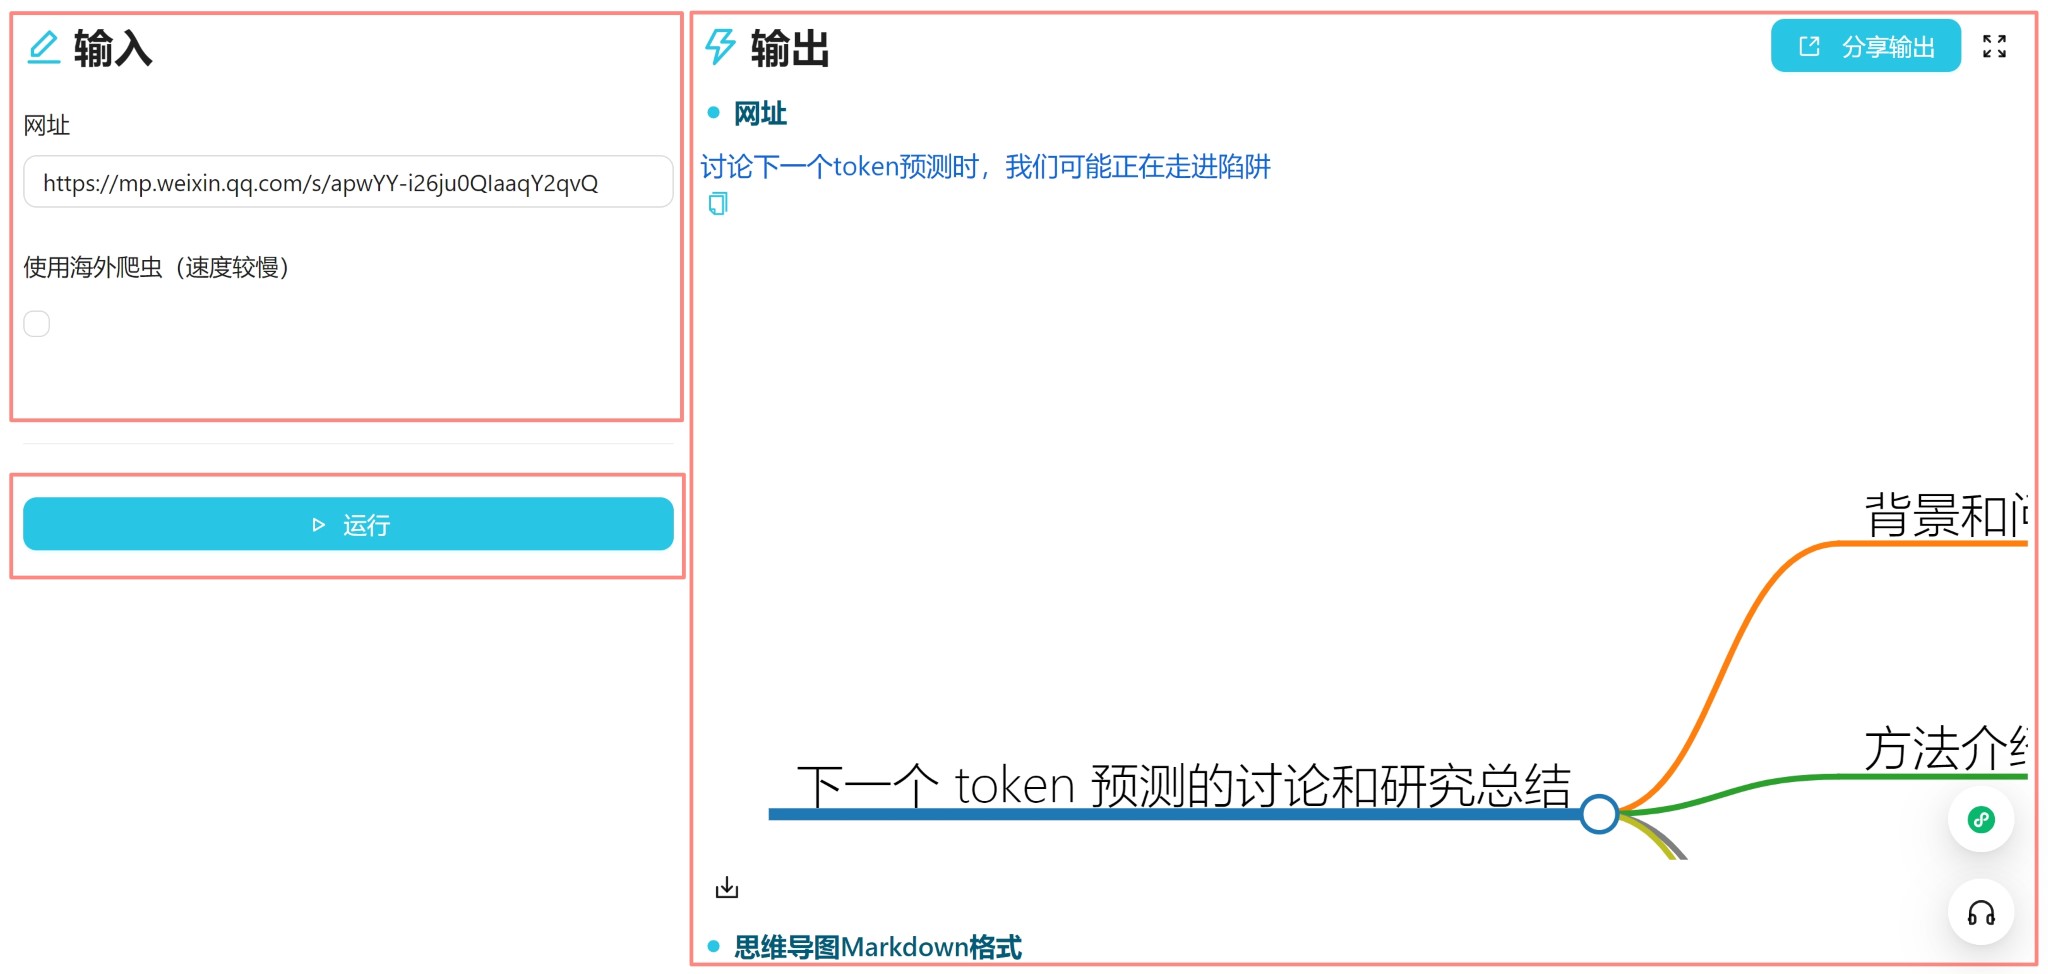 输入
网址
https://mp.weixin.qq.com/s/apwYY-i26ju0QIaaqY2qvQ
使用海外爬虫（速度较慢）
运行
输出
分享输出
网址
讨论下一个token预测时，我们可能正在走进陷阱
背景和
方法介
下一个 token 预测的讨论和研究总结
思维导图Markdown格式